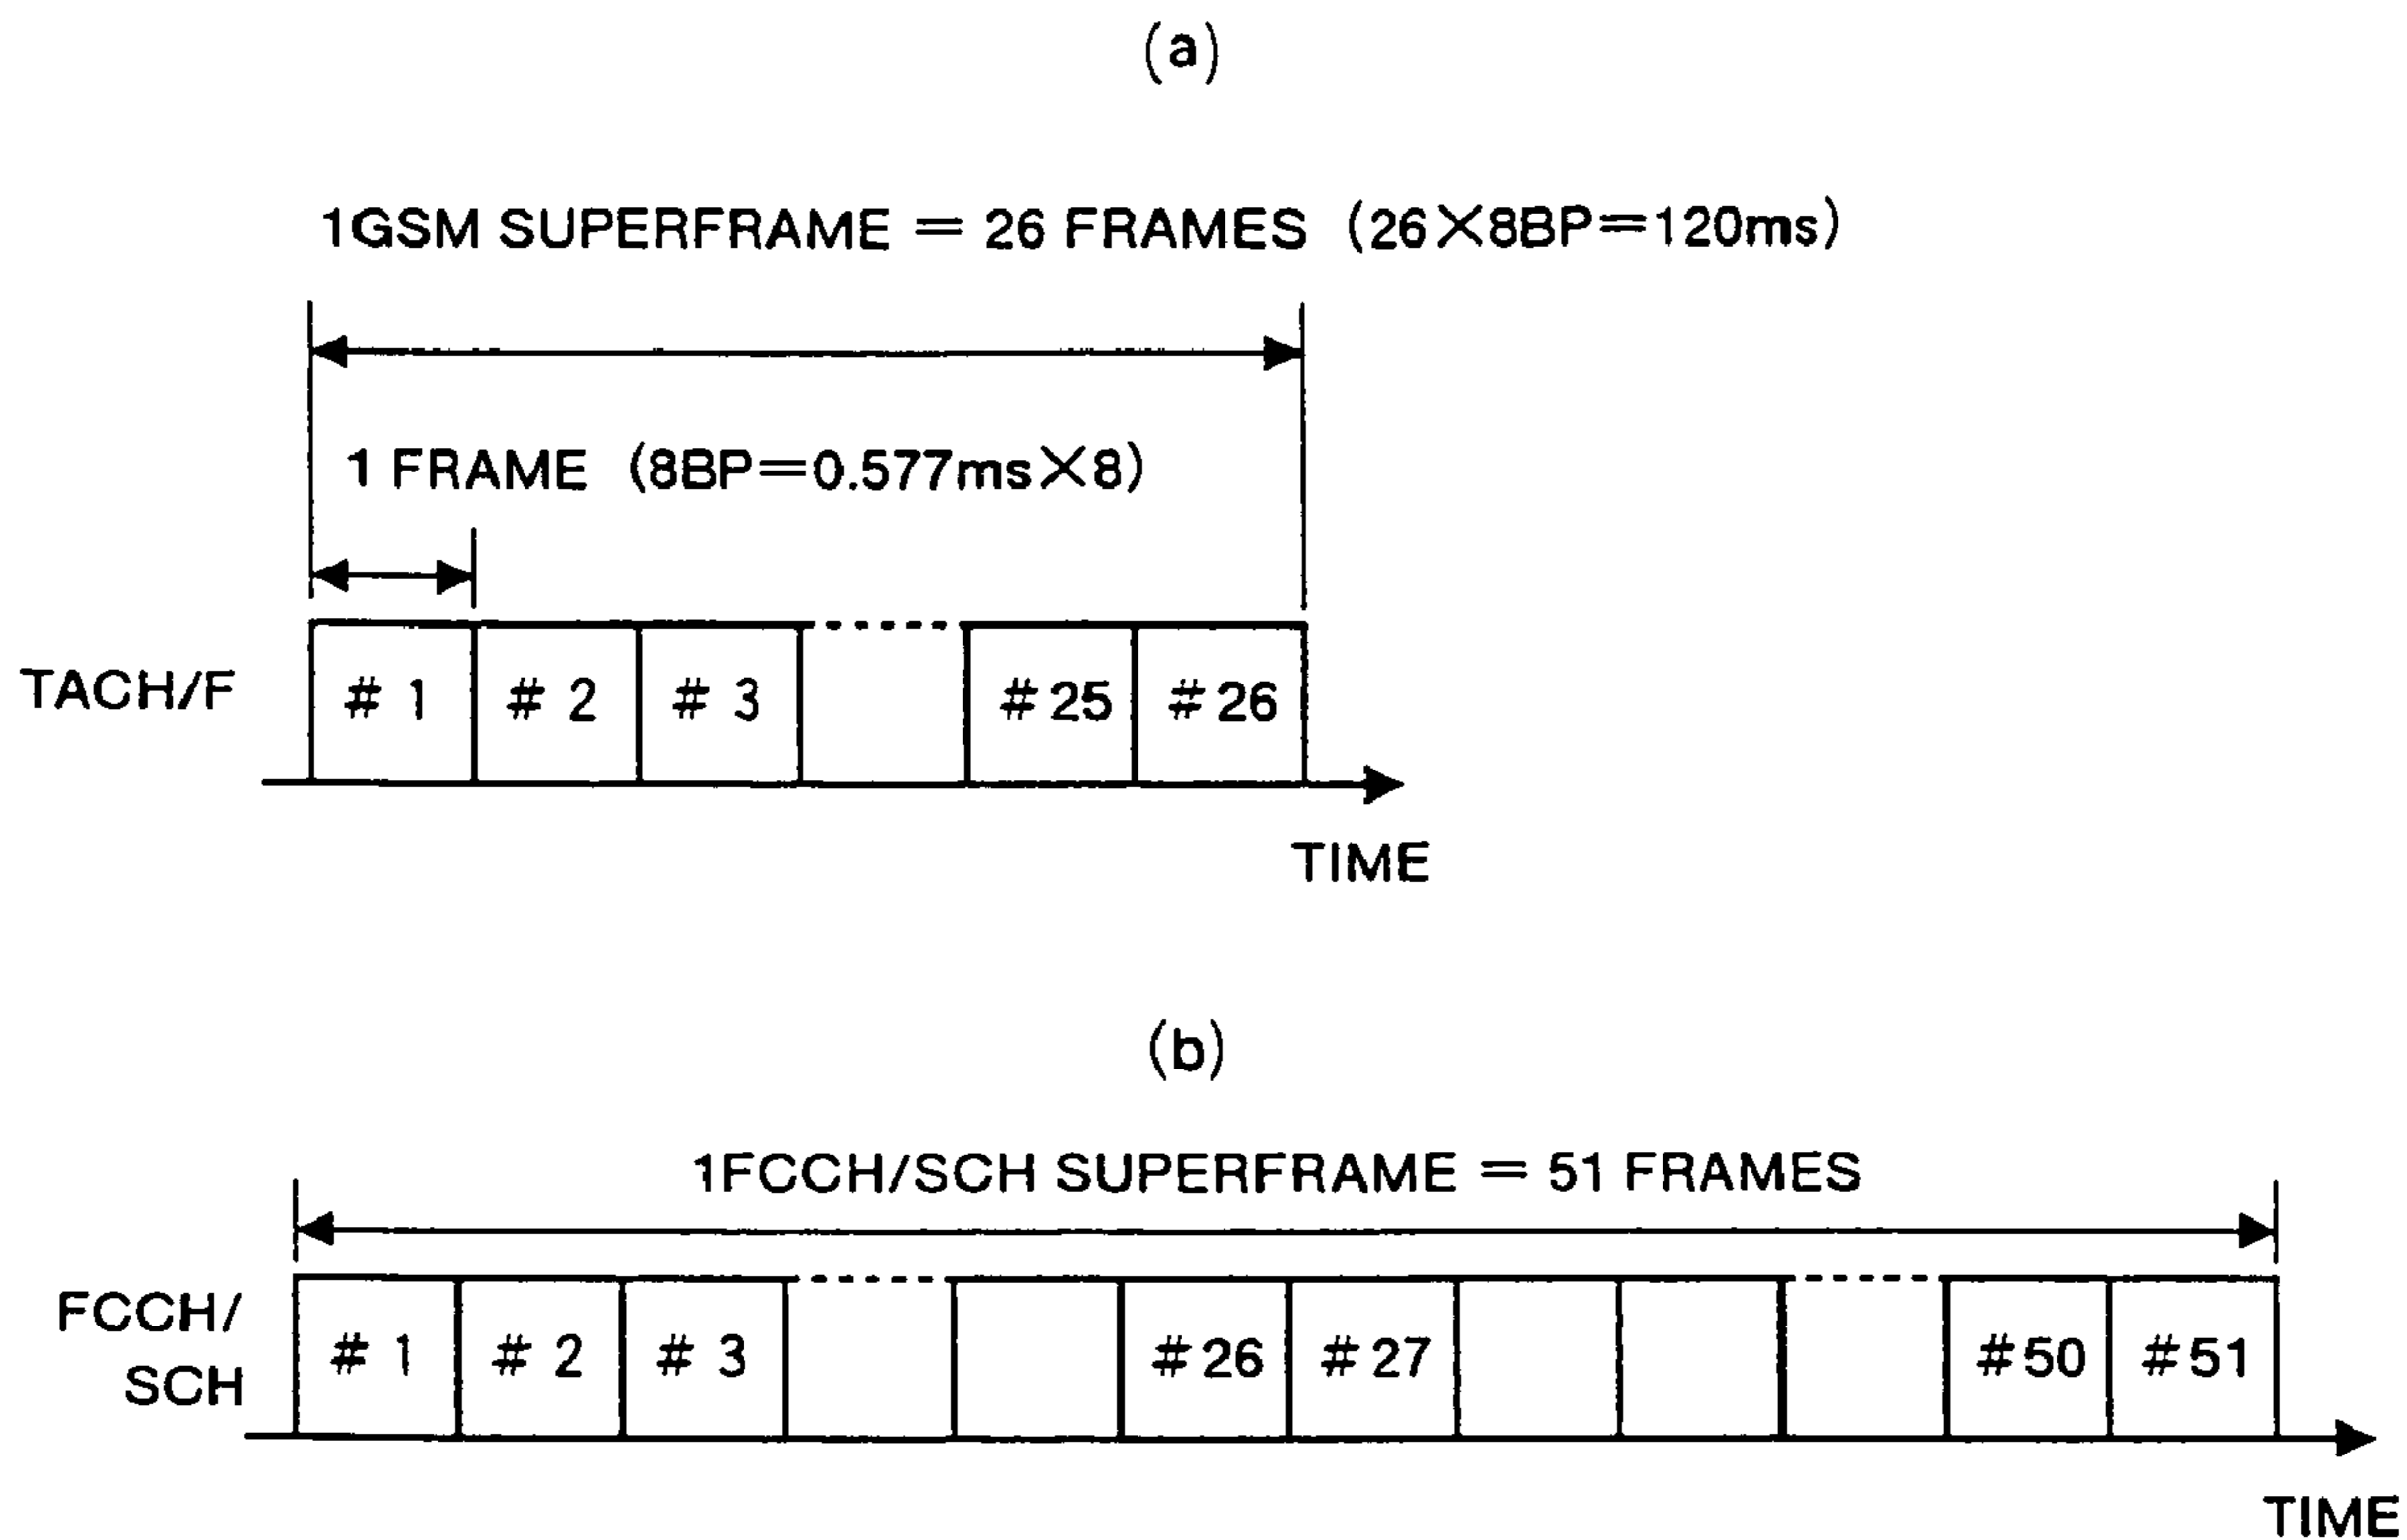 (a)
1GSM SUPERFRAME = 26 FRAMES (26×8BP=120ms)
1 FRAME (8BP=0.577ms×8)
TACH/F
# 1 # 2 # 3 #25 #26
TIME
(b)
1FCCH/SCH SUPERFRAME = 51 FRAMES
FCCH/
SCH
# 1 # 2 # 3 #26 #27 #50 #51
TIME